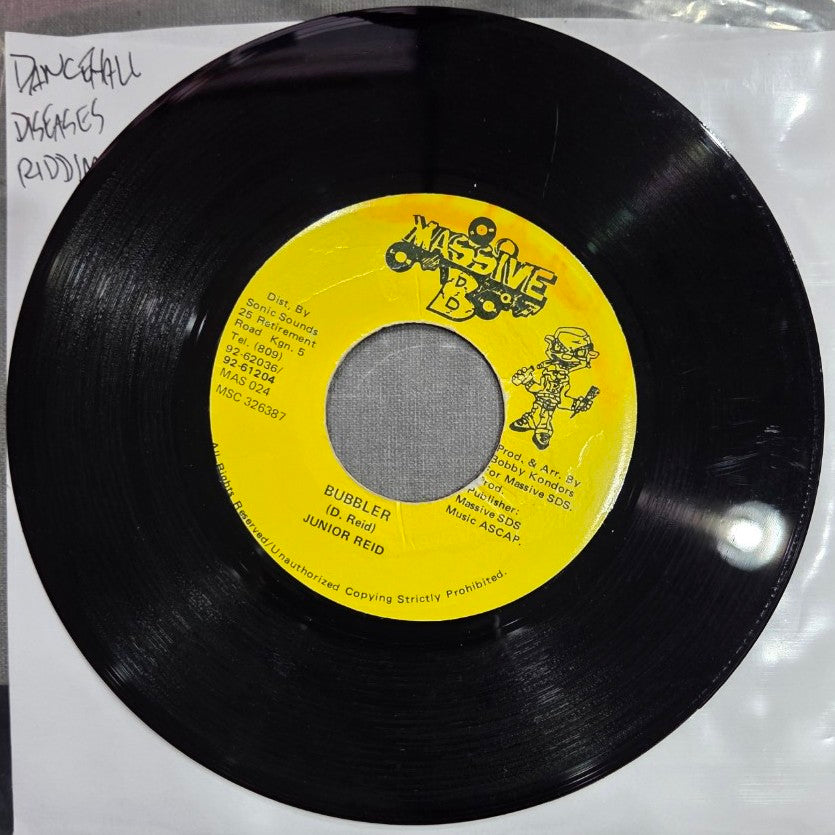 DANCEHALL
DISEASES
RIDDIM
MASSIVE
B
Dist. By
Sonic Sounds
25 Retirement
Road Kgn. 5
Tel. (809)
92-62036/
92-61204
MAS 024
MSC 326387
Prod. & Arr. By
Bobby Kondors
for Massive SDS.
Prod.
Publisher:
Massive SDS
Music ASCAP.
BUBBLER
(D. Reid)
JUNIOR REID
All Rights Reserved/Unauthorized Copying Strictly Prohibited.